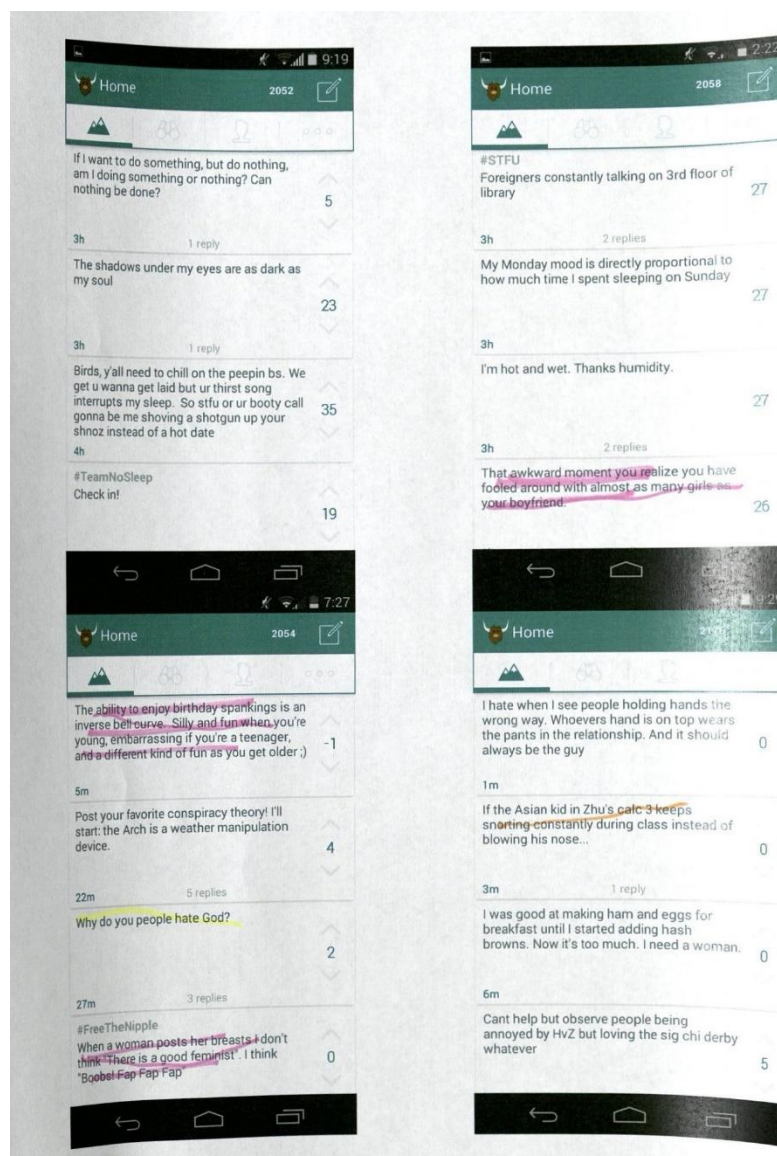 9:19
Home
2052
If I want to do something, but do nothing,
am I doing something or nothing? Can
nothing be done?
5
3h
1 reply
The shadows under my eyes are as dark as
my soul
23
3h
1 reply
Birds, y'all need to chill on the peepin bs. We
get u wanna get laid but ur thirst song
interrupts my sleep. So stfu or ur booty call
gonna be me shoving a shotgun up your
shnoz instead of a hot date
35
4h
#TeamNoSleep
Check in!
19
2:22
Home
2058
#STFU
Foreigners constantly talking on 3rd floor of
library
27
3h
2 replies
My Monday mood is directly proportional to
how much time I spent sleeping on Sunday
27
3h
I'm hot and wet. Thanks humidity.
27
3h
2 replies
That awkward moment you realize you have
fooled around with almost as many girls as
your boyfriend.
26
7:27
Home
2054
The ability to enjoy birthday spankings is an
inverse bell curve. Silly and fun when you're
young, embarrassing if you're a teenager,
and a different kind of fun as you get older ;)
-1
5m
Post your favorite conspiracy theory! I'll
start: the Arch is a weather manipulation
device.
4
22m
5 replies
Why do you people hate God?
2
27m
3 replies
#FreeTheNipple
When a woman posts her breasts I don't
think "There is a good feminist". I think
"Boobs! Fap Fap Fap"
0
Home
I hate when I see people holding hands the
wrong way. Whoevers hand is on top wears
the pants in the relationship. And it should
always be the guy
0
1m
If the Asian kid in Zhu's calc 3 keeps
snorting constantly during class instead of
blowing his nose...
0
3m
1 reply
I was good at making ham and eggs for
breakfast until I started adding hash
browns. Now it's too much. I need a woman.
0
6m
Cant help but observe people being
annoyed by HvZ but loving the sig chi derby
whatever
5